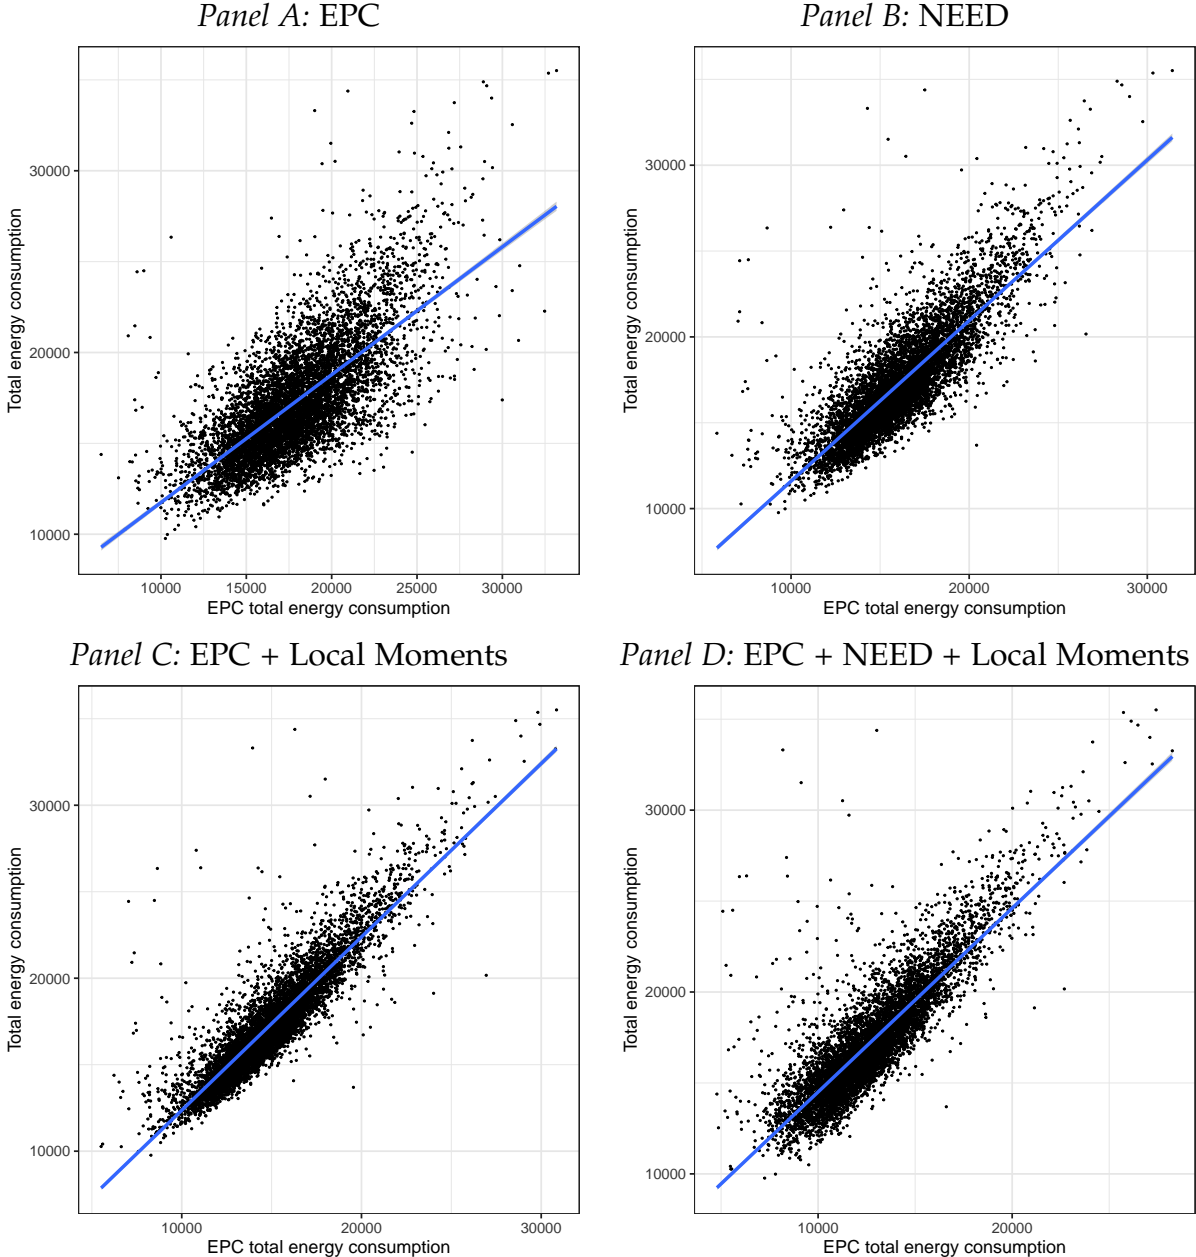 Panel A: EPC
Total energy consumption
30000
20000
10000
10000 15000 20000 25000 30000
EPC total energy consumption
Panel B: NEED
Total energy consumption
30000
20000
10000
10000 20000 30000
EPC total energy consumption
Panel C: EPC + Local Moments
Total energy consumption
30000
20000
10000
10000 20000 30000
EPC total energy consumption
Panel D: EPC + NEED + Local Moments
Total energy consumption
30000
20000
10000
10000 20000
EPC total energy consumption